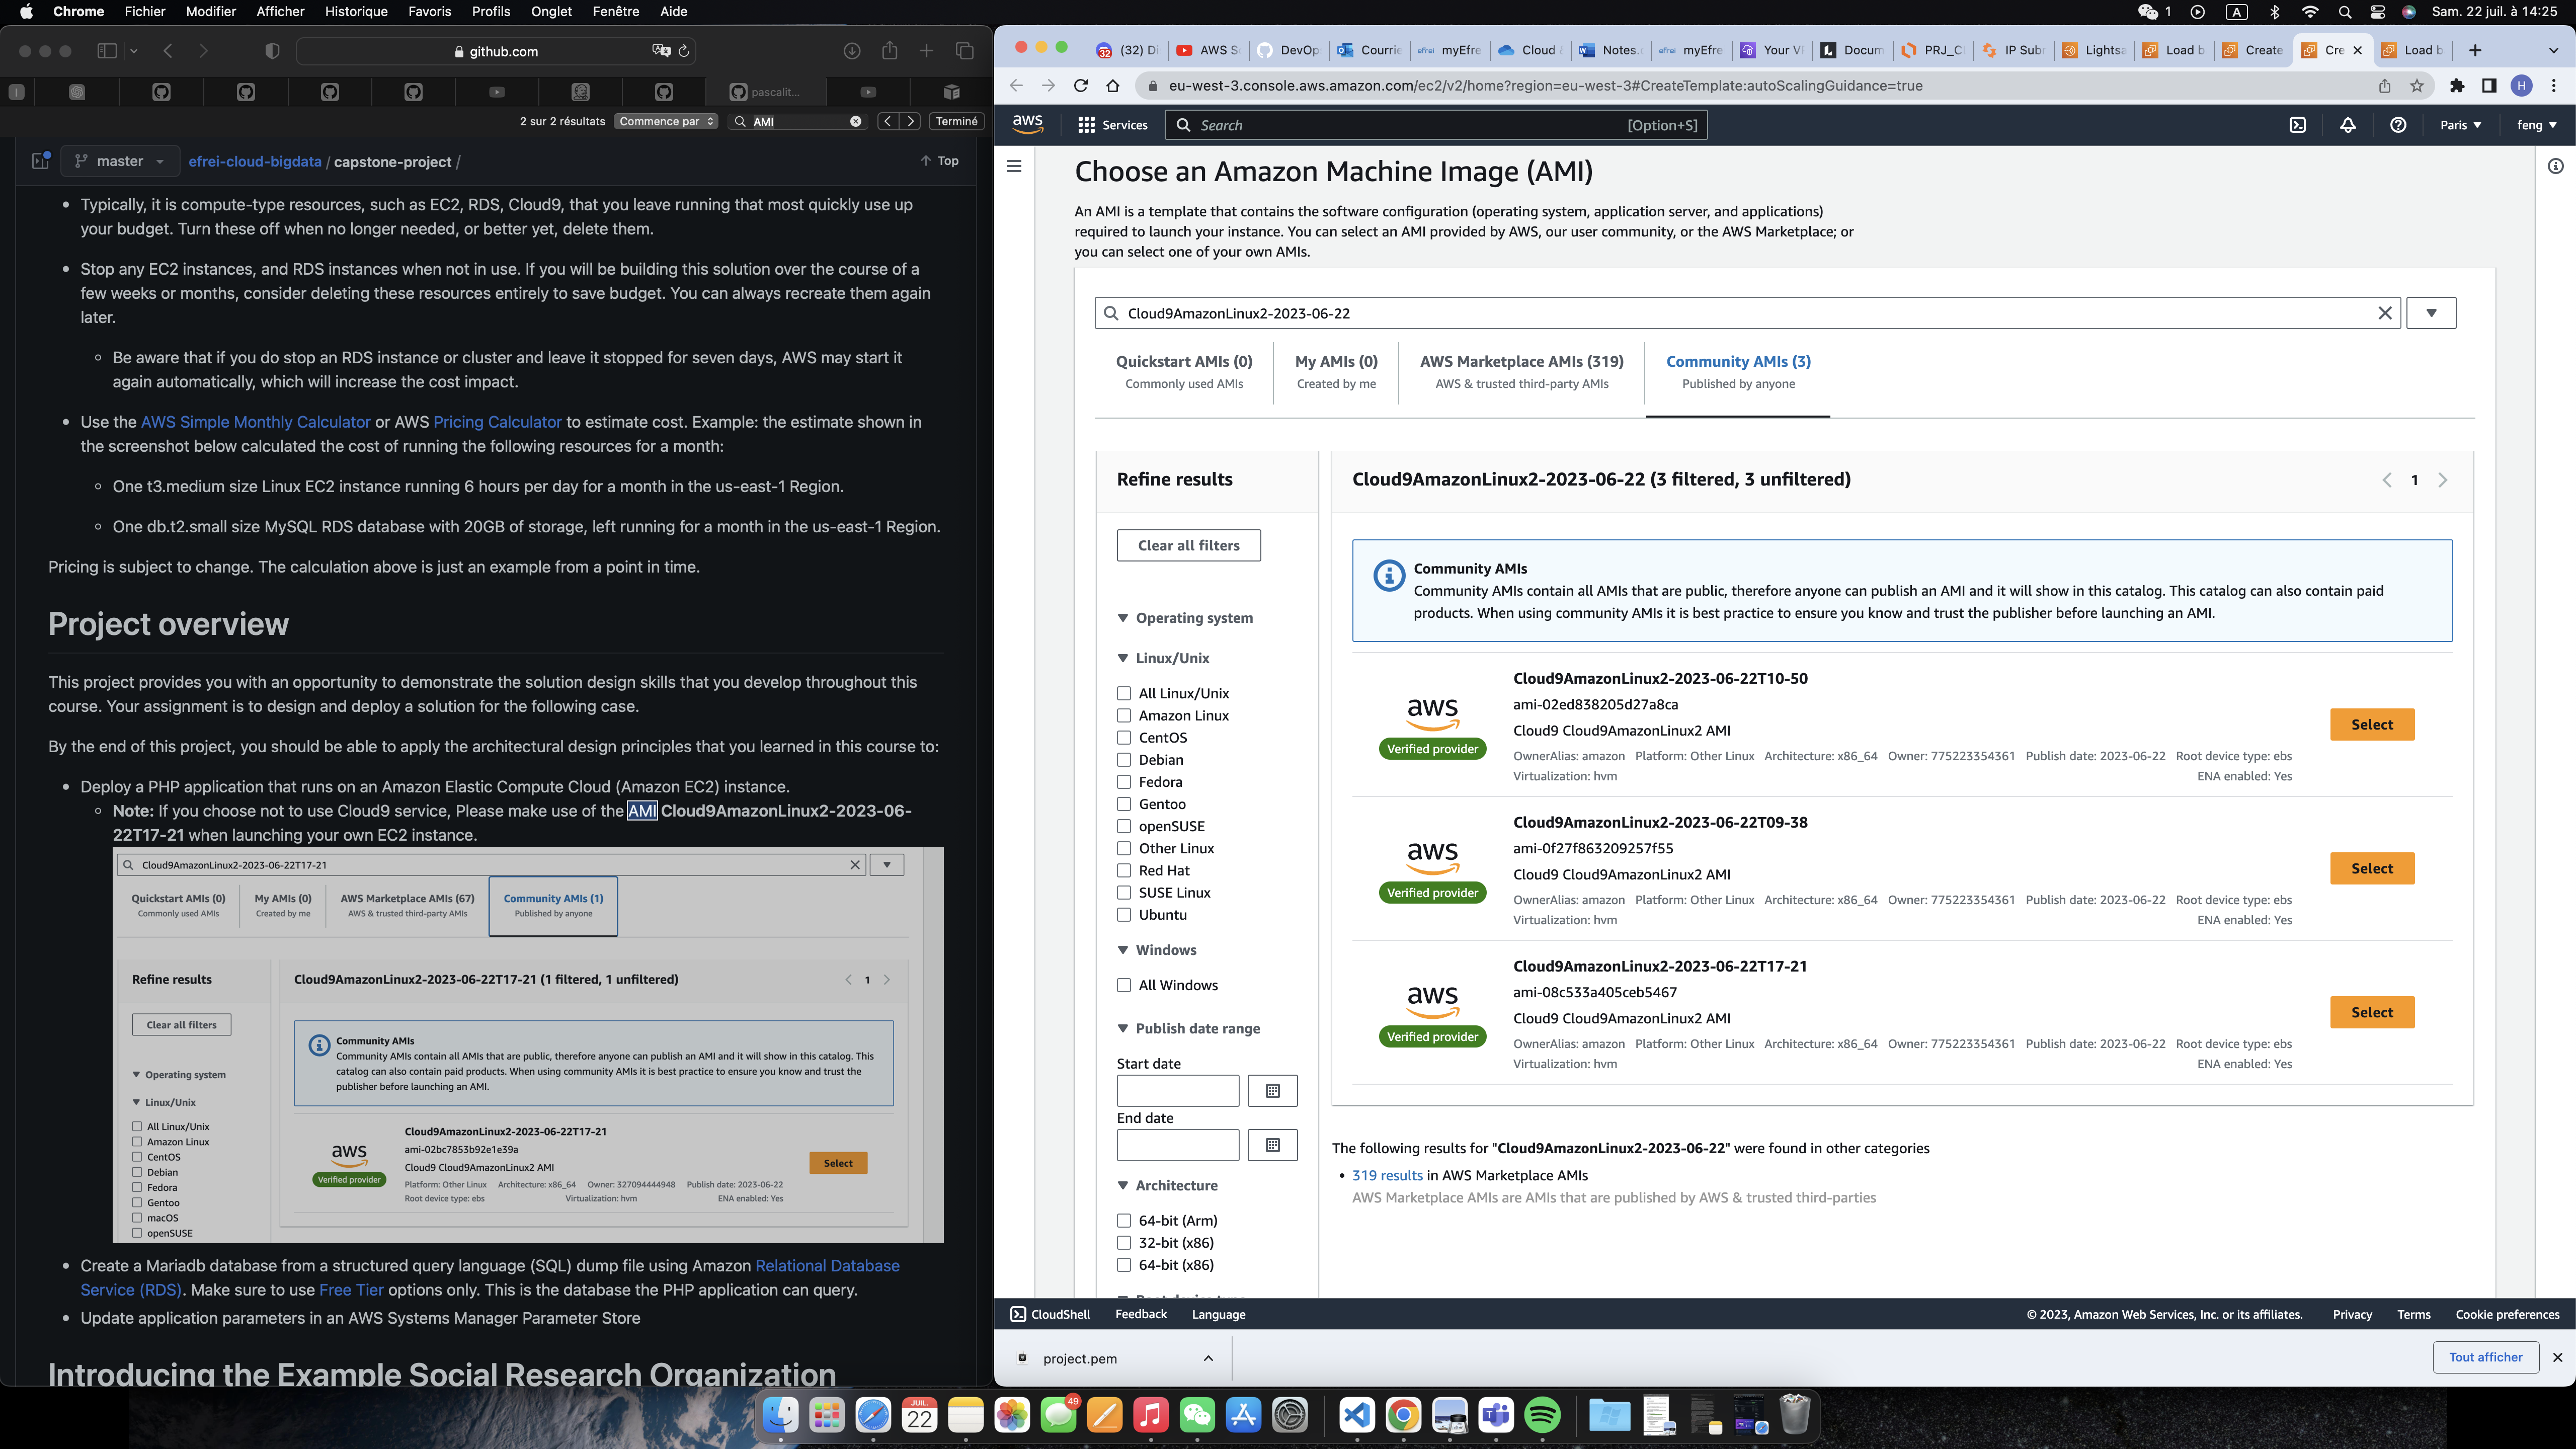 Chrome Fichier Modifier Afficher Historique Favoris Profils Onglet Fenêtre Aide
1 A Sam. 22 juil. à 14:25
github.com
pascalit...
2 sur 2 résultats Commence par AMI Terminé
master efrei-cloud-bigdata / capstone-project / Top
• Typically, it is compute-type resources, such as EC2, RDS, Cloud9, that you leave running that most quickly use up
your budget. Turn these off when no longer needed, or better yet, delete them.
• Stop any EC2 instances, and RDS instances when not in use. If you will be building this solution over the course of a
few weeks or months, consider deleting these resources entirely to save budget. You can always recreate them again
later.
◦ Be aware that if you do stop an RDS instance or cluster and leave it stopped for seven days, AWS may start it
again automatically, which will increase the cost impact.
• Use the AWS Simple Monthly Calculator or AWS Pricing Calculator to estimate cost. Example: the estimate shown in
the screenshot below calculated the cost of running the following resources for a month:
◦ One t3.medium size Linux EC2 instance running 6 hours per day for a month in the us-east-1 Region.
◦ One db.t2.small size MySQL RDS database with 20GB of storage, left running for a month in the us-east-1 Region.
Pricing is subject to change. The calculation above is just an example from a point in time.
Project overview
This project provides you with an opportunity to demonstrate the solution design skills that you develop throughout this
course. Your assignment is to design and deploy a solution for the following case.
By the end of this project, you should be able to apply the architectural design principles that you learned in this course to:
• Deploy a PHP application that runs on an Amazon Elastic Compute Cloud (Amazon EC2) instance.
◦ Note: If you choose not to use Cloud9 service, Please make use of the AMI Cloud9AmazonLinux2-2023-06-
22T17-21 when launching your own EC2 instance.
Cloud9AmazonLinux2-2023-06-22T17-21
Quickstart AMIs (0) My AMIs (0) AWS Marketplace AMIs (67) Community AMIs (1)
Commonly used AMIs Created by me AWS & trusted third-party AMIs Published by anyone
Refine results
Clear all filters
Operating system
Linux/Unix
All Linux/Unix
Amazon Linux
CentOS
Debian
Fedora
Gentoo
macOS
openSUSE
Cloud9AmazonLinux2-2023-06-22T17-21 (1 filtered, 1 unfiltered) 1
Community AMIs
Community AMIs contain all AMIs that are public, therefore anyone can publish an AMI and it will show in this catalog. This
catalog can also contain paid products. When using community AMIs it is best practice to ensure you know and trust the
publisher before launching an AMI.
Cloud9AmazonLinux2-2023-06-22T17-21
aws
Verified provider
ami-02bc7853b92e1e39a
Cloud9 Cloud9AmazonLinux2 AMI
Platform: Other Linux Architecture: x86_64 Owner: 327094444948 Publish date: 2023-06-22
Root device type: ebs Virtualization: hvm ENA enabled: Yes
Select
• Create a Mariadb database from a structured query language (SQL) dump file using Amazon Relational Database
Service (RDS). Make sure to use Free Tier options only. This is the database the PHP application can query.
• Update application parameters in an AWS Systems Manager Parameter Store
Introducing the Example Social Research Organization
(32) Di AWS S DevOp Courrie myEfre Cloud Notes. myEfre Your V Docum PRJ_C IP Sub Lightsa Load b Create Cre Load b
eu-west-3.console.aws.amazon.com/ec2/v2/home?region=eu-west-3#CreateTemplate:autoScalingGuidance=true
H
aws Services Search [Option+S] Paris feng
Choose an Amazon Machine Image (AMI)
An AMI is a template that contains the software configuration (operating system, application server, and applications)
required to launch your instance. You can select an AMI provided by AWS, our user community, or the AWS Marketplace; or
you can select one of your own AMIs.
Cloud9AmazonLinux2-2023-06-22
Quickstart AMIs (0) My AMIs (0) AWS Marketplace AMIs (319) Community AMIs (3)
Commonly used AMIs Created by me AWS & trusted third-party AMIs Published by anyone
Refine results
Clear all filters
Operating system
Linux/Unix
All Linux/Unix
Amazon Linux
CentOS
Debian
Fedora
Gentoo
openSUSE
Other Linux
Red Hat
SUSE Linux
Ubuntu
Windows
All Windows
Publish date range
Start date
End date
Architecture
64-bit (Arm)
32-bit (x86)
64-bit (x86)
Cloud9AmazonLinux2-2023-06-22 (3 filtered, 3 unfiltered) 1
Community AMIs
Community AMIs contain all AMIs that are public, therefore anyone can publish an AMI and it will show in this catalog. This catalog can also contain paid
products. When using community AMIs it is best practice to ensure you know and trust the publisher before launching an AMI.
Cloud9AmazonLinux2-2023-06-22T10-50
aws
Verified provider
ami-02ed838205d27a8ca
Cloud9 Cloud9AmazonLinux2 AMI
OwnerAlias: amazon Platform: Other Linux Architecture: x86_64 Owner: 775223354361 Publish date: 2023-06-22 Root device type: ebs
Virtualization: hvm ENA enabled: Yes
Select
Cloud9AmazonLinux2-2023-06-22T09-38
aws
Verified provider
ami-0f27f863209257f55
Cloud9 Cloud9AmazonLinux2 AMI
OwnerAlias: amazon Platform: Other Linux Architecture: x86_64 Owner: 775223354361 Publish date: 2023-06-22 Root device type: ebs
Virtualization: hvm ENA enabled: Yes
Select
Cloud9AmazonLinux2-2023-06-22T17-21
aws
Verified provider
ami-08c533a405ceb5467
Cloud9 Cloud9AmazonLinux2 AMI
OwnerAlias: amazon Platform: Other Linux Architecture: x86_64 Owner: 775223354361 Publish date: 2023-06-22 Root device type: ebs
Virtualization: hvm ENA enabled: Yes
Select
The following results for "Cloud9AmazonLinux2-2023-06-22" were found in other categories
• 319 results in AWS Marketplace AMIs
AWS Marketplace AMIs are AMIs that are published by AWS & trusted third-parties
CloudShell Feedback Language © 2023, Amazon Web Services, Inc. or its affiliates. Privacy Terms Cookie preferences
project.pem Tout afficher
JUIL. 22 49